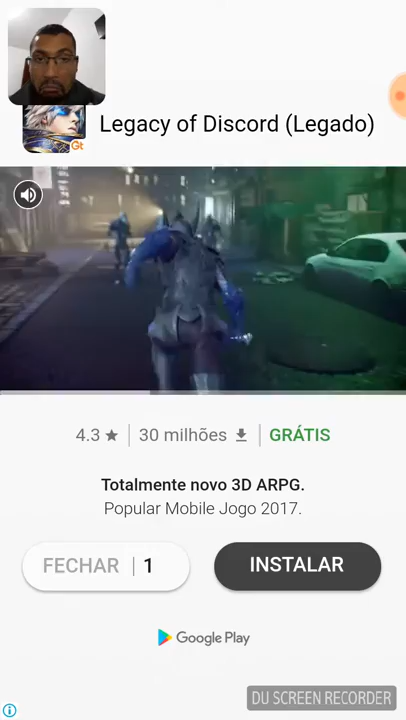 Legacy of Discord (Legado)
Gt
4.3 ★ | 30 milhões | GRÁTIS
Totalmente novo 3D ARPG.
Popular Mobile Jogo 2017.
FECHAR | 1
INSTALAR
Google Play
DU SCREEN RECORDER